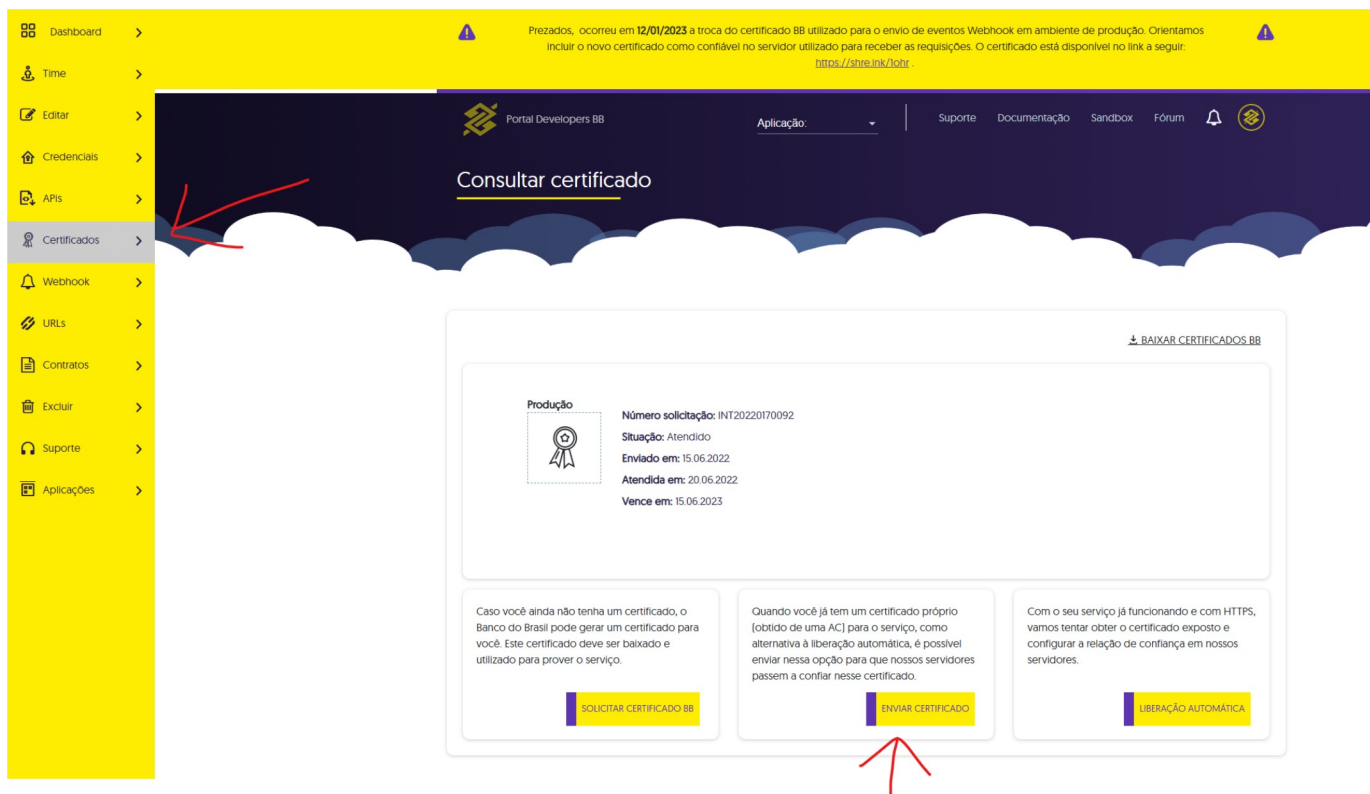 Dashboard
Time
Editar
Credenciais
APIs
Certificados
Webhook
URLs
Contratos
Excluir
Suporte
Aplicações
Prezados, ocorreu em 12/01/2023 a troca do certificado BB utilizado para o envio de eventos Webhook em ambiente de produção. Orientamos
incluir o novo certificado como confiável no servidor utilizado para receber as requisições. O certificado está disponível no link a seguir:
https://shre.ink/1ohr .
Portal Developers BB
Aplicação:
Suporte
Documentação
Sandbox
Fórum
Consultar certificado
BAIXAR CERTIFICADOS BB
Produção
Número solicitação: INT20220170092
Situação: Atendido
Enviado em: 15.06.2022
Atendida em: 20.06.2022
Vence em: 15.06.2023
Caso você ainda não tenha um certificado, o
Banco do Brasil pode gerar um certificado para
você. Este certificado deve ser baixado e
utilizado para prover o serviço.
SOLICITAR CERTIFICADO BB
Quando você já tem um certificado próprio
(obtido de uma AC) para o serviço, como
alternativa à liberação automática, é possível
enviar nessa opção para que nossos servidores
passem a confiar nesse certificado.
ENVIAR CERTIFICADO
Com o seu serviço já funcionando e com HTTPS,
vamos tentar obter o certificado exposto e
configurar a relação de confiança em nossos
servidores.
LIBERAÇÃO AUTOMÁTICA